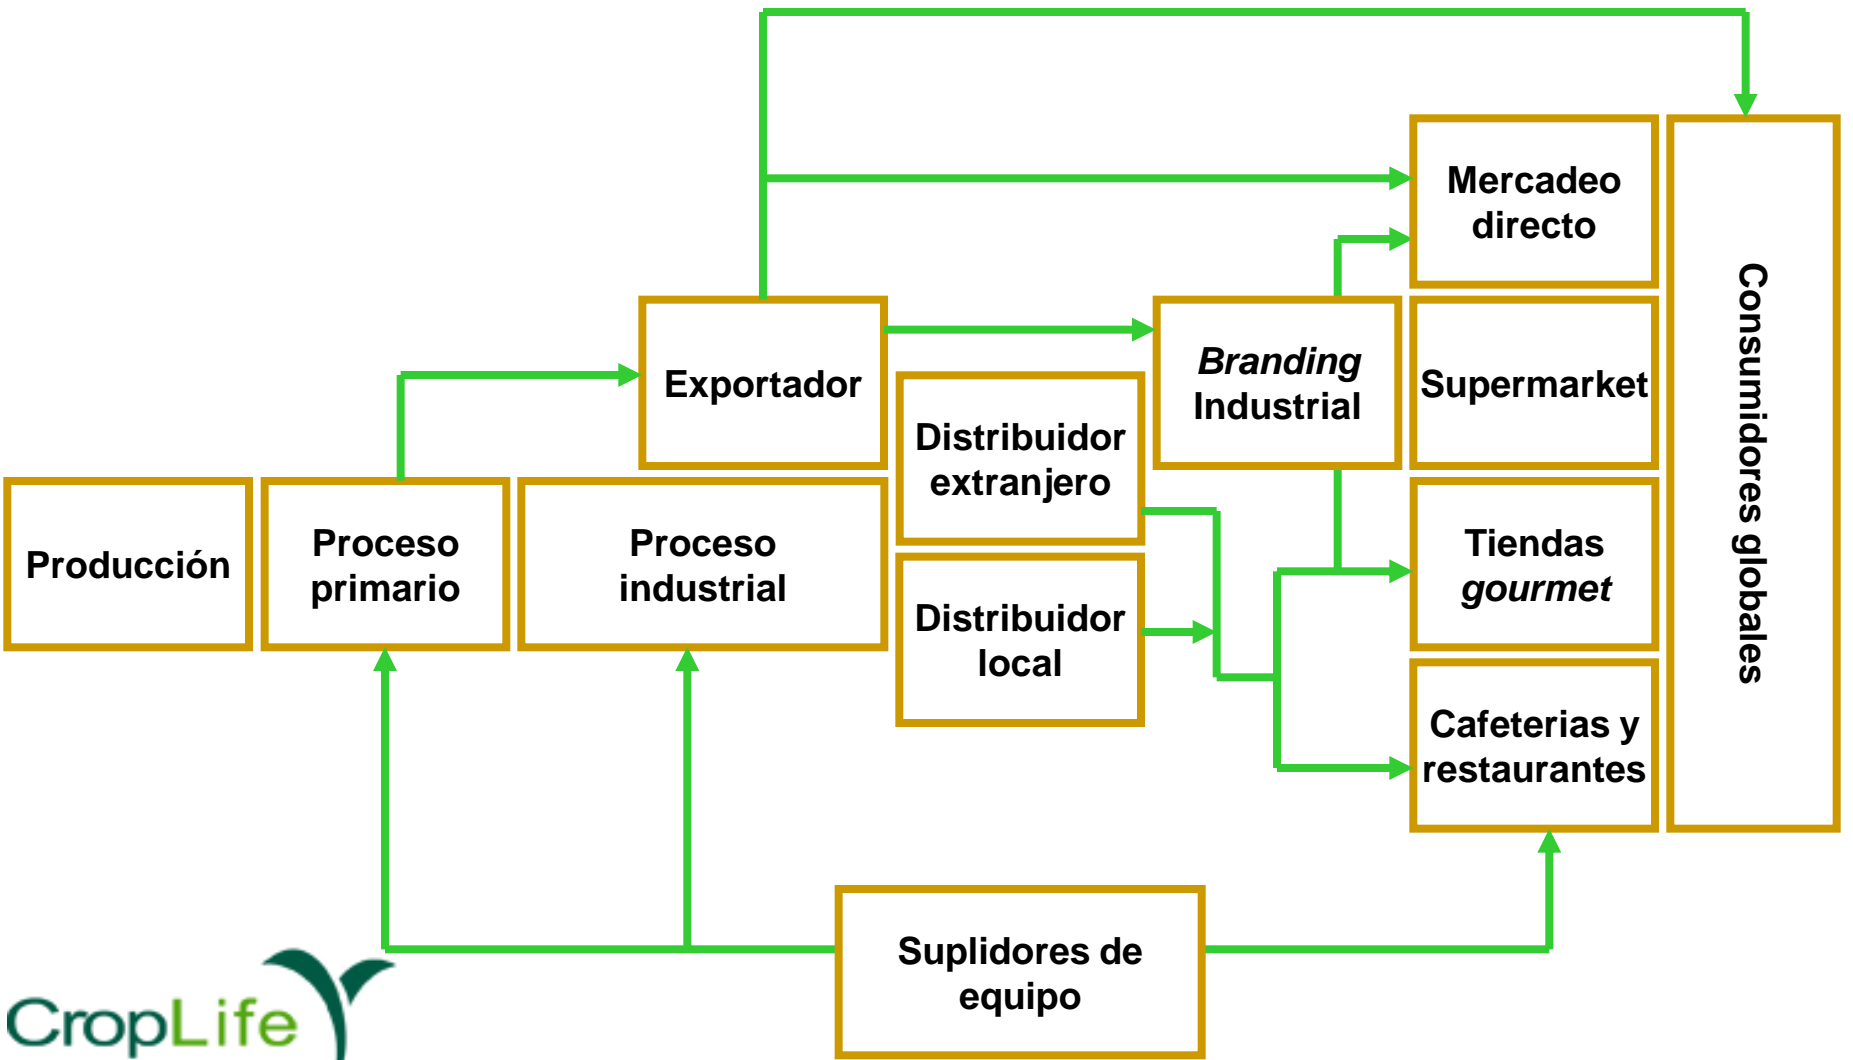 Mercadeo
directo
Consumidores globales
Exportador
Branding
Industrial
Supermarket
Distribuidor
extranjero
Producción
Proceso
primario
Proceso
industrial
Tiendas
gourmet
Distribuidor
local
Cafeterias y
restaurantes
Suplidores de
equipo
CropLife